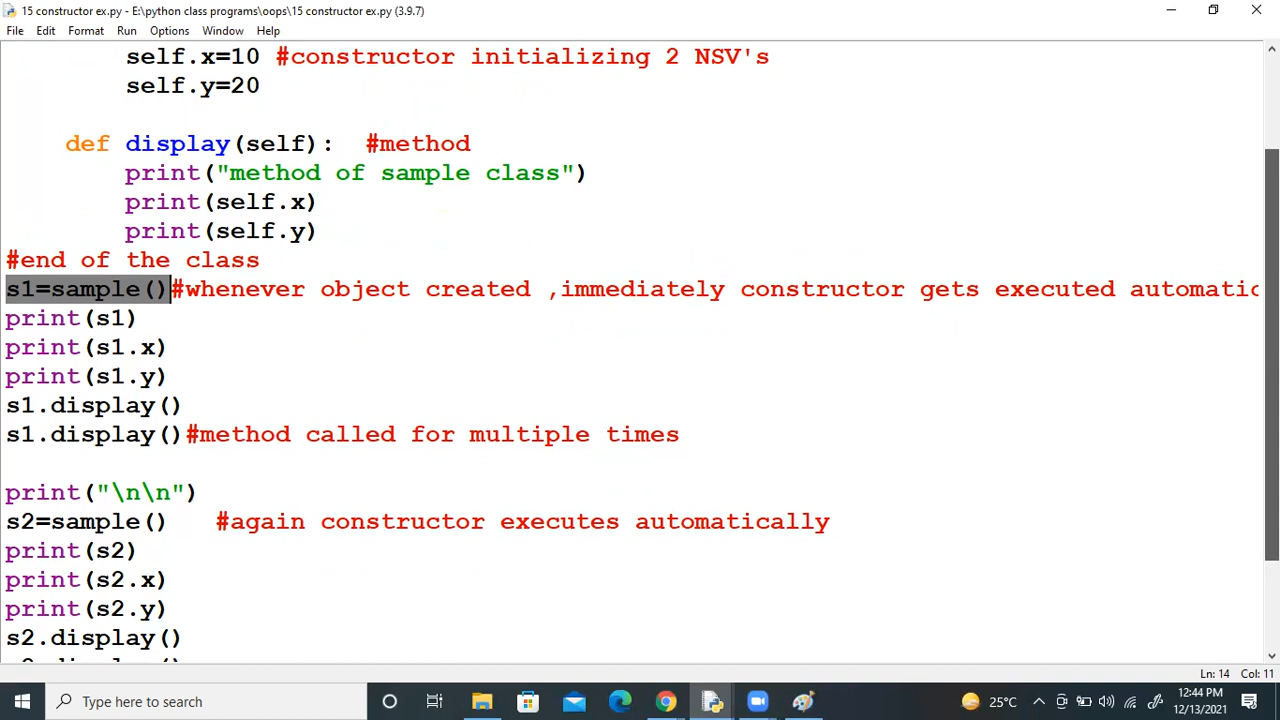 15 constructor ex.py - E:\python class programs\oops\15 constructor ex.py (3.9.7)
File Edit Format Run Options Window Help
self.x=10 #constructor initializing 2 NSV's
self.y=20
def display(self): #method
print("method of sample class")
print(self.x)
print(self.y)
#end of the class
s1=sample()#whenever object created ,immediately constructor gets executed automatic
print(s1)
print(s1.x)
print(s1.y)
s1.display()
s1.display()#method called for multiple times
print("\n\n")
s2=sample() #again constructor executes automatically
print(s2)
print(s2.x)
print(s2.y)
s2.display()
Ln: 14 Col: 11
Type here to search
25°C
12:44 PM
12/13/2021